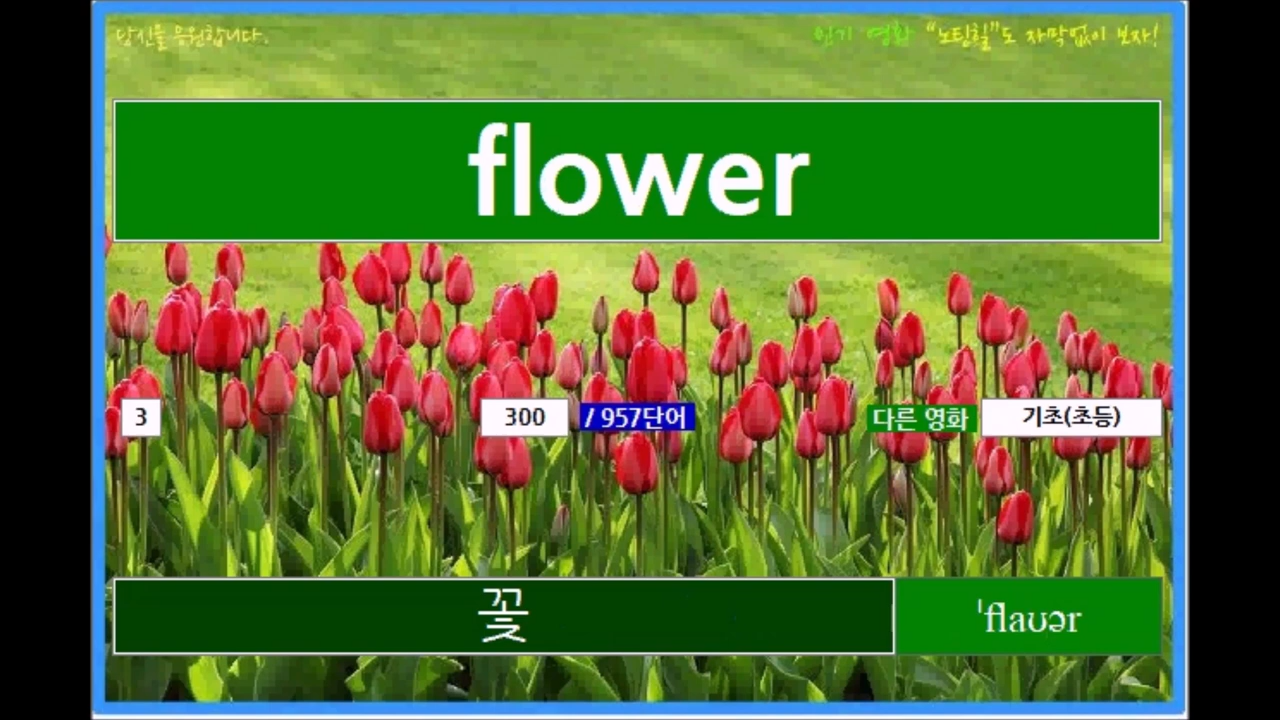 당신을 응원합니다.
인기 영화 “노팅힐”도 자막없이 보자!
flower
3
300 / 957단어
다른 영화 기초(초등)
꽃
ˈflaʊər